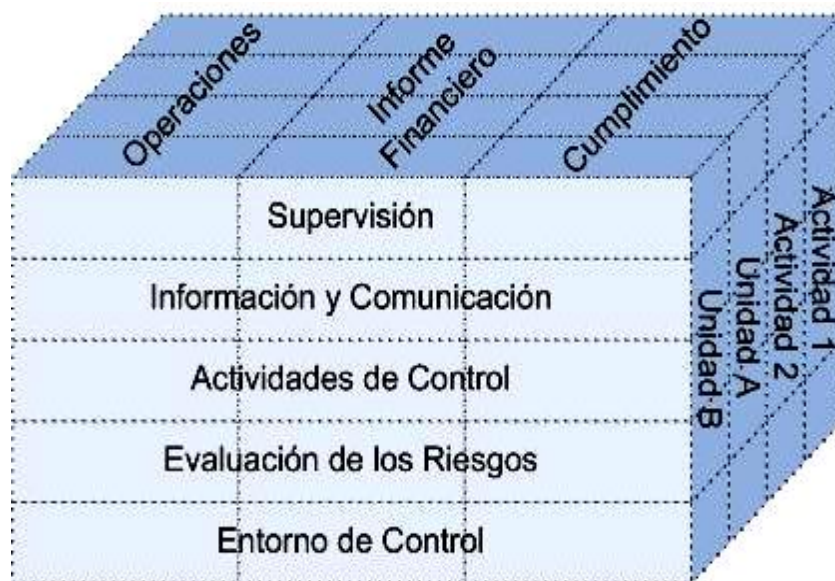 Operaciones
Informe
Financiero
Cumplimiento
Supervisión
Información y Comunicación
Actividades de Control
Evaluación de los Riesgos
Entorno de Control
Unidad B
Unidad A
Actividad 2
Actividad 1